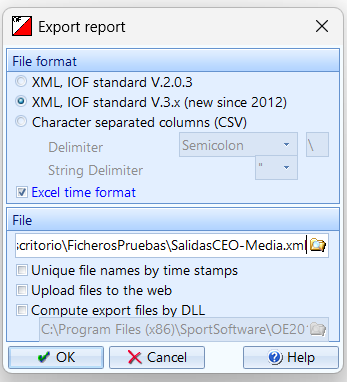 Export report
File format
XML, IOF standard V.2.0.3
XML, IOF standard V.3.x (new since 2012)
Character separated columns (CSV)
Delimiter
Semicolon
\
String Delimiter
"
Excel time format
File
scritorio\FicherosPruebas\SalidasCEO-Media.xml
Unique file names by time stamps
Upload files to the web
Compute export files by DLL
C:\Program Files (x86)\SportSoftware\OE201
OK
Cancel
Help